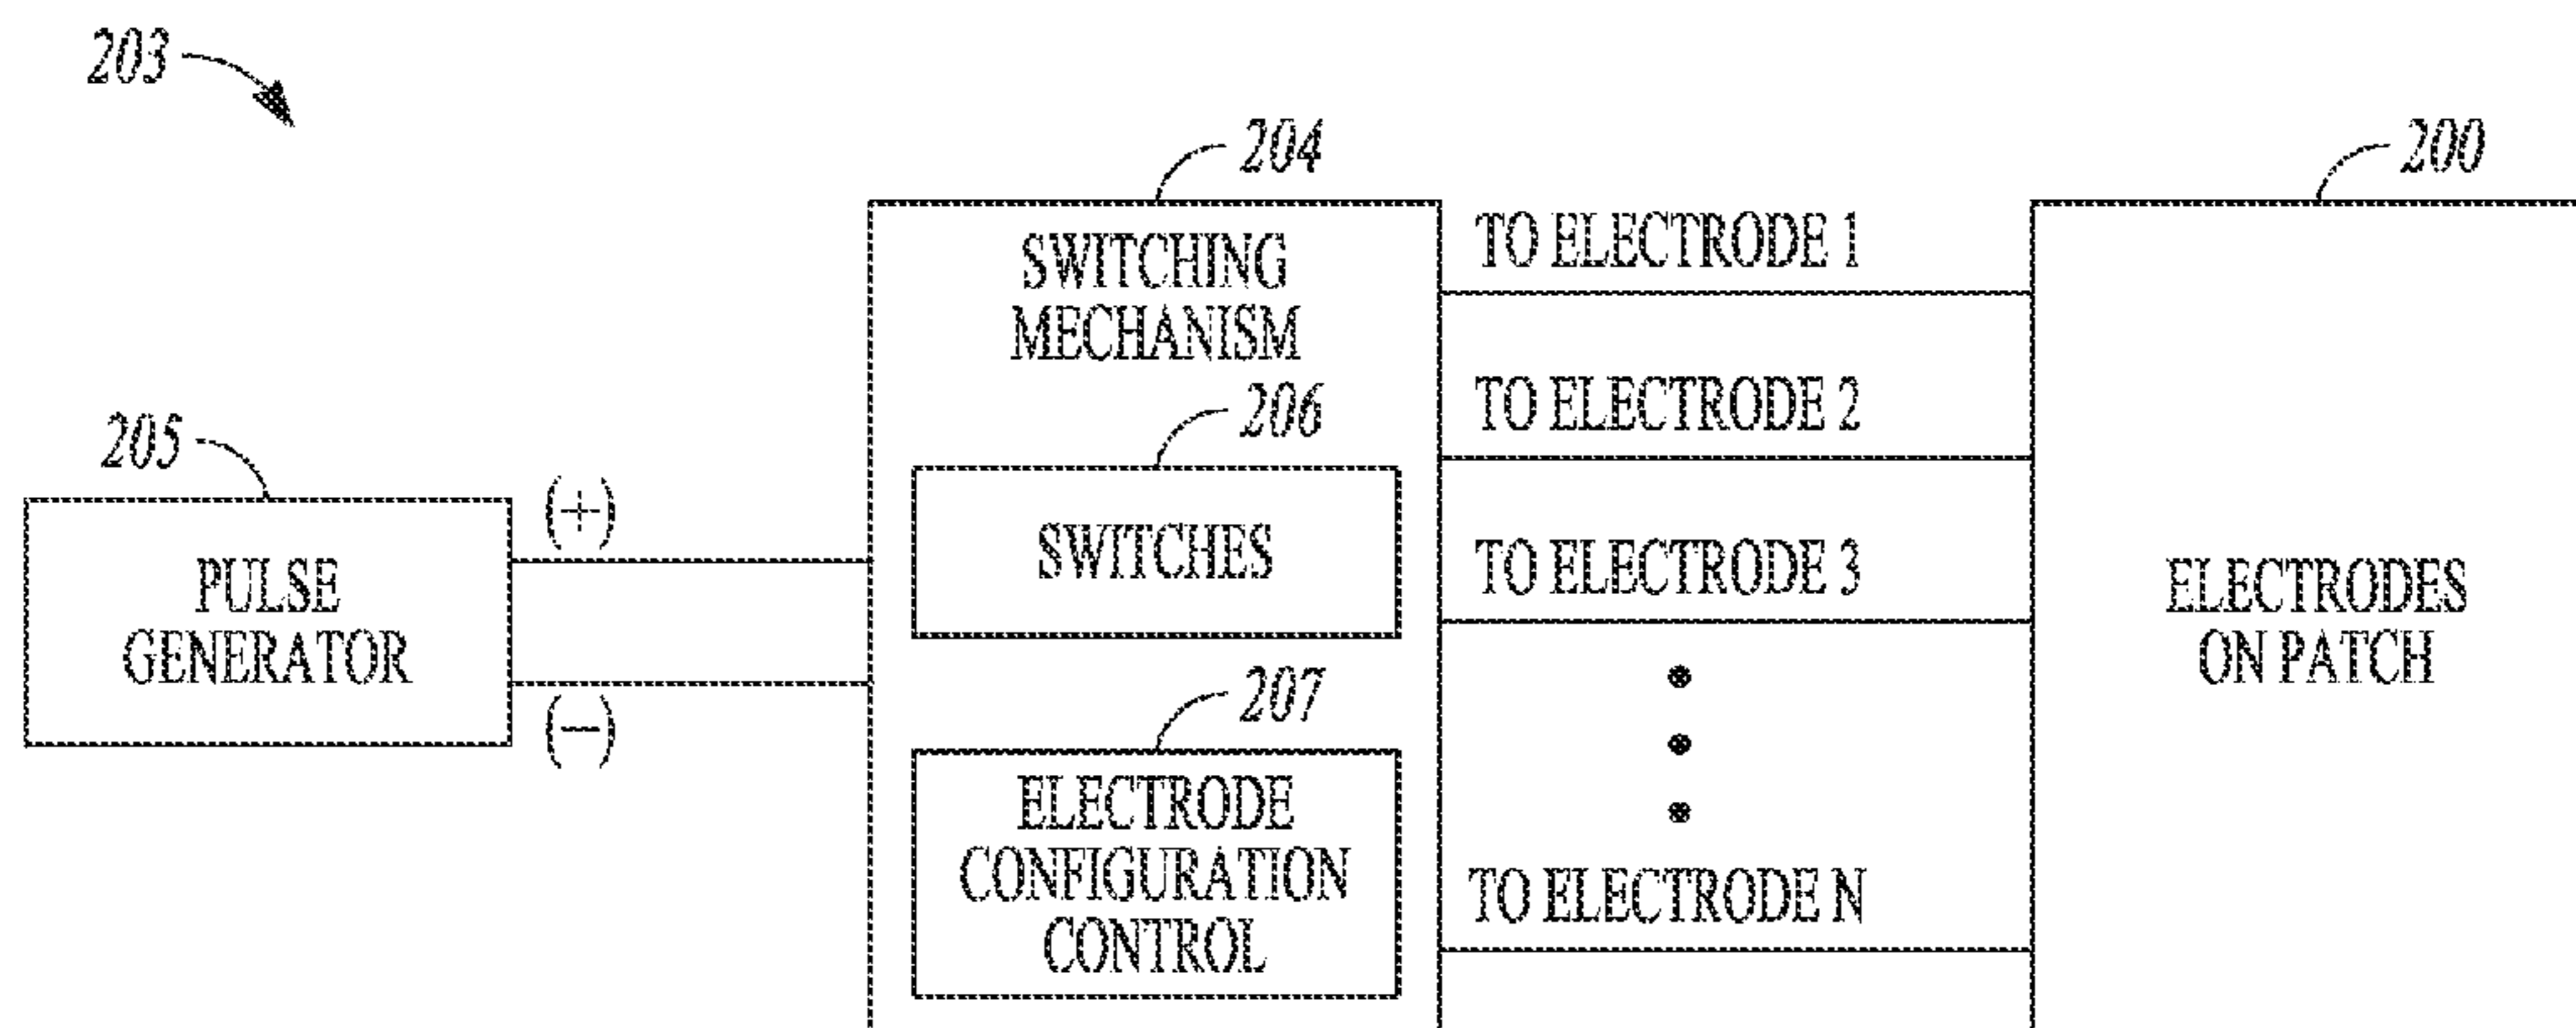 203
204
200
SWITCHING
MECHANISM
TO ELECTRODE 1
TO ELECTRODE 2
205
206
(+)
SWITCHES
TO ELECTRODE 3
PULSE
GENERATOR
ELECTRODES
ON PATCH
(−)
207
ELECTRODE
CONFIGURATION
CONTROL
TO ELECTRODE N